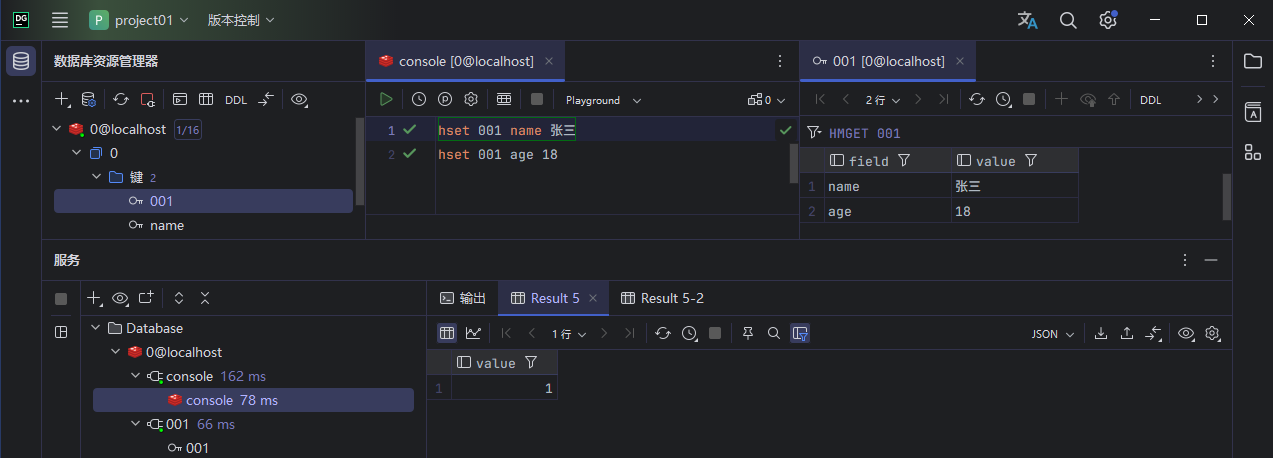 DG
P project01 版本控制
数据库资源管理器
DDL
0@localhost 1/16
0
键 2
001
name
console [0@localhost]
Playground
0
1 hset 001 name 张三
2 hset 001 age 18
001 [0@localhost]
2 行
DDL
HMGET 001
field value
1 name 张三
2 age 18
服务
Database
0@localhost
console 162 ms
console 78 ms
001 66 ms
001
输出 Result 5 Result 5-2
1 行
JSON
value
1 1